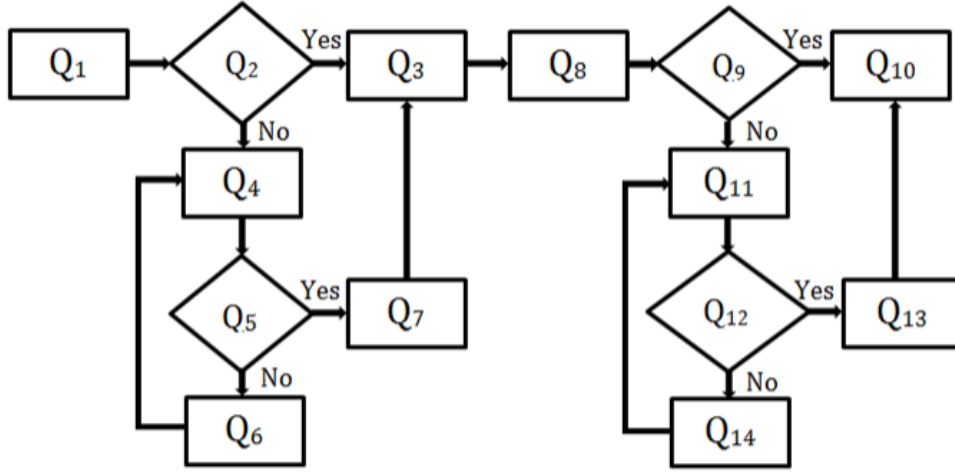 Q1
Q2
Yes
Q3
Q8
Q9
Yes
Q10
No
No
Q4
Q11
Q5
Yes
Q7
Q12
Yes
Q13
No
No
Q6
Q14